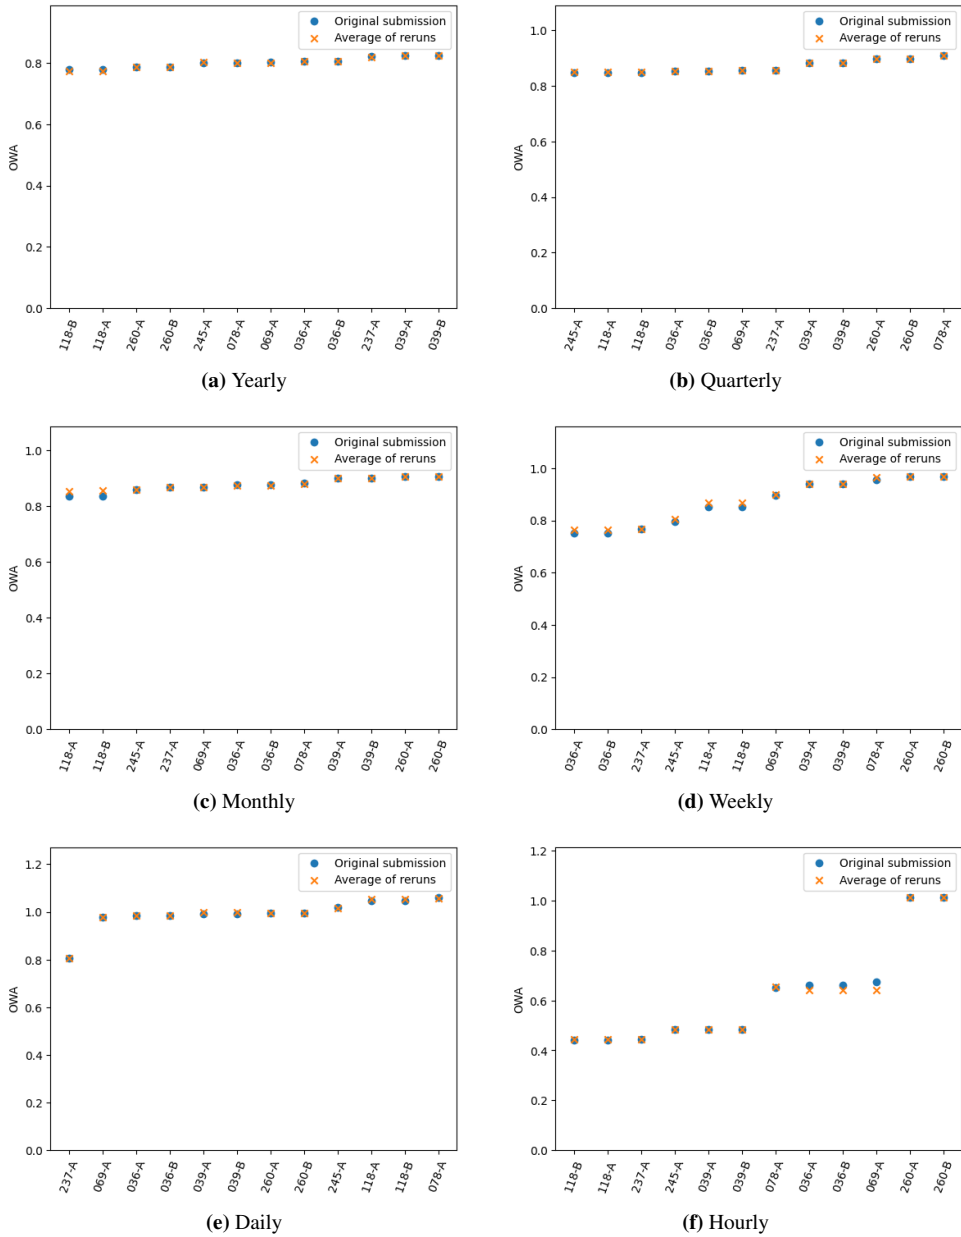 Original submission
Average of reruns
OWA
0.8
0.6
0.4
0.2
0.0
118-B 118-A 260-A 260-B 245-A 078-A 069-A 036-A 036-B 237-A 039-A 039-B
(a) Yearly
Original submission
Average of reruns
OWA
1.0
0.8
0.6
0.4
0.2
0.0
245-A 118-A 118-B 036-A 036-B 069-A 237-A 039-A 039-B 260-A 260-B 078-A
(b) Quarterly
Original submission
Average of reruns
OWA
1.0
0.8
0.6
0.4
0.2
0.0
118-A 118-B 245-A 237-A 069-A 036-A 036-B 078-A 039-A 039-B 260-A 260-B
(c) Monthly
Original submission
Average of reruns
OWA
1.0
0.8
0.6
0.4
0.2
0.0
036-A 036-B 237-A 245-A 118-A 118-B 069-A 039-A 039-B 078-A 260-A 260-B
(d) Weekly
Original submission
Average of reruns
OWA
1.2
1.0
0.8
0.6
0.4
0.2
0.0
237-A 069-A 036-A 036-B 039-A 039-B 260-A 260-B 245-A 118-A 118-B 078-A
(e) Daily
Original submission
Average of reruns
OWA
1.2
1.0
0.8
0.6
0.4
0.2
0.0
118-B 118-A 237-A 245-A 039-A 039-B 078-A 036-A 036-B 069-A 260-A 260-B
(f) Hourly